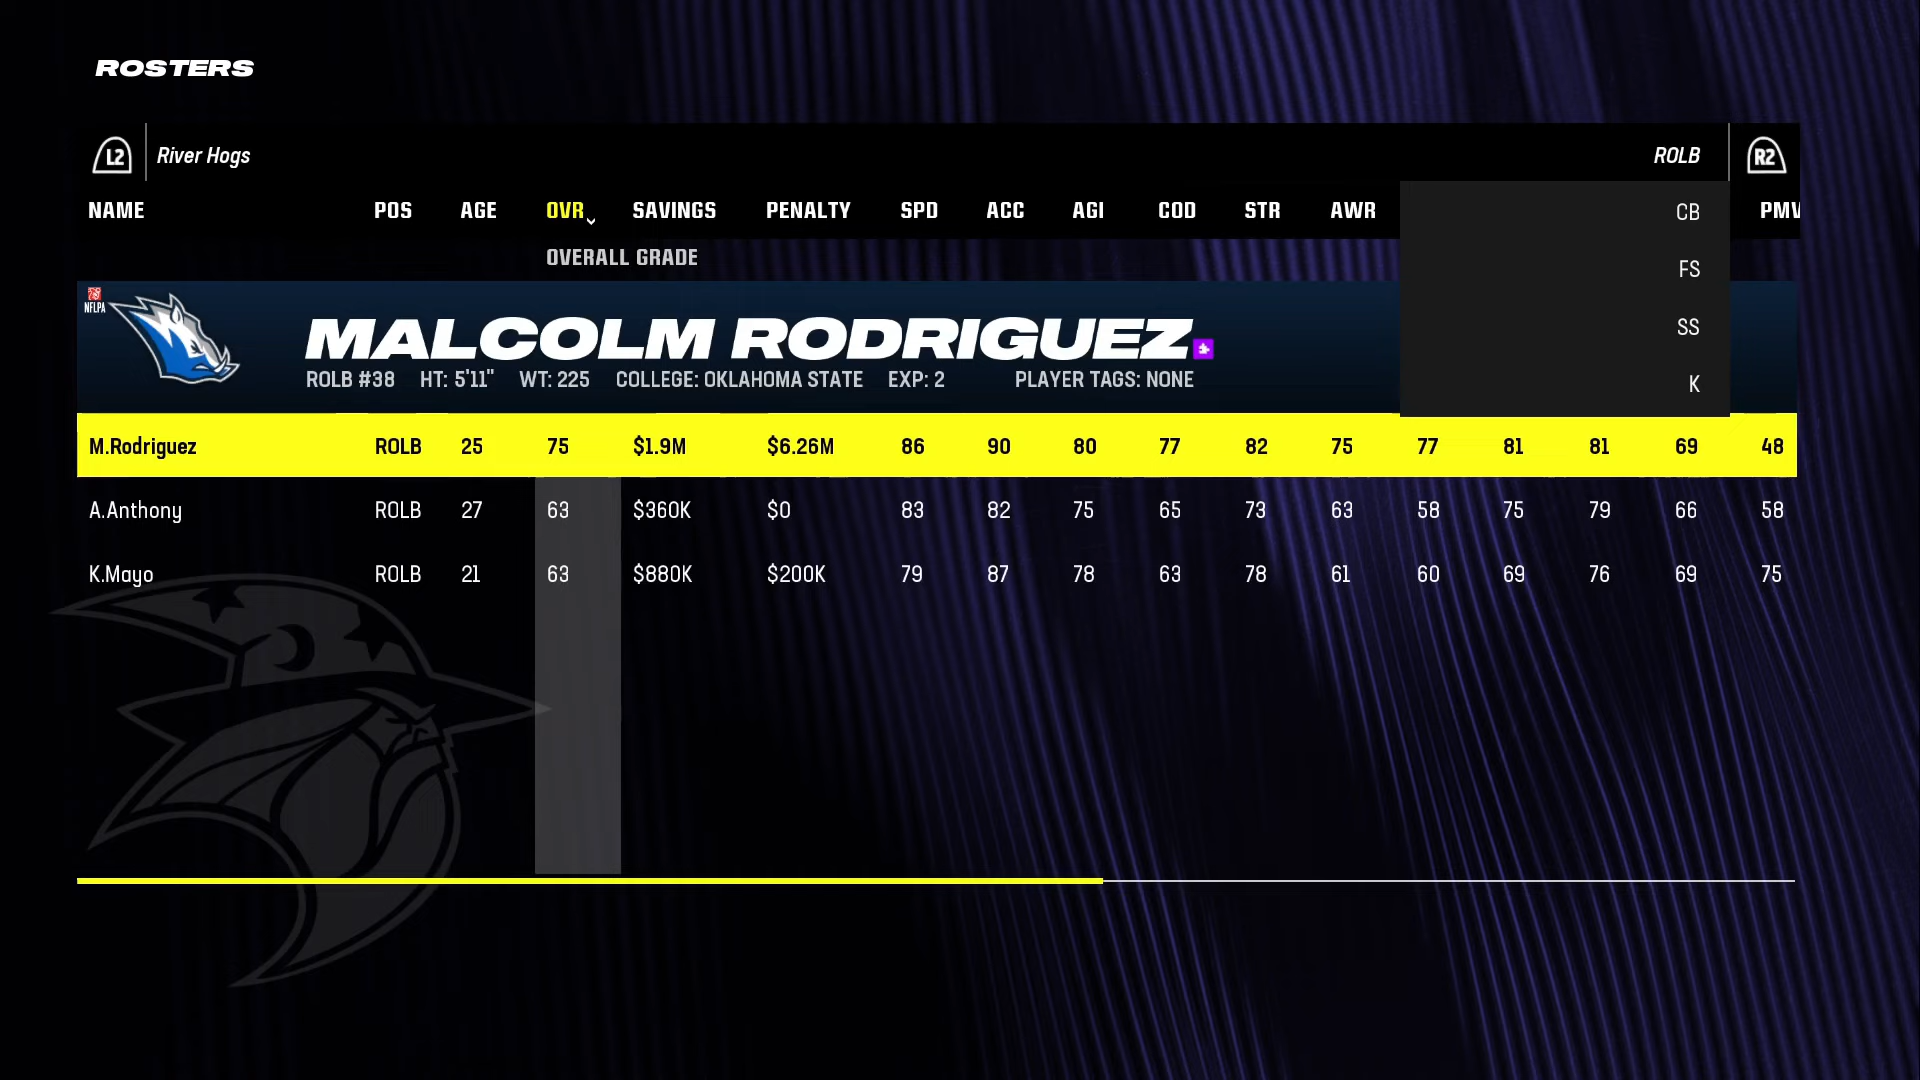 ROSTERS
L2 River Hogs ROLB R2
NAME POS AGE OVR SAVINGS PENALTY SPD ACC AGI COD STR AWR CB PMV
OVERALL GRADE FS
NFLPA
MALCOLM RODRIGUEZ SS
ROLB #38 HT: 5'11" WT: 225 COLLEGE: OKLAHOMA STATE EXP: 2 PLAYER TAGS: NONE K
M.Rodriguez ROLB 25 75 $1.9M $6.26M 86 90 80 77 82 75 77 81 81 69 48
A.Anthony ROLB 27 63 $360K $0 83 82 75 65 73 63 58 75 79 66 58
K.Mayo ROLB 21 63 $880K $200K 79 87 78 63 78 61 60 69 76 69 75